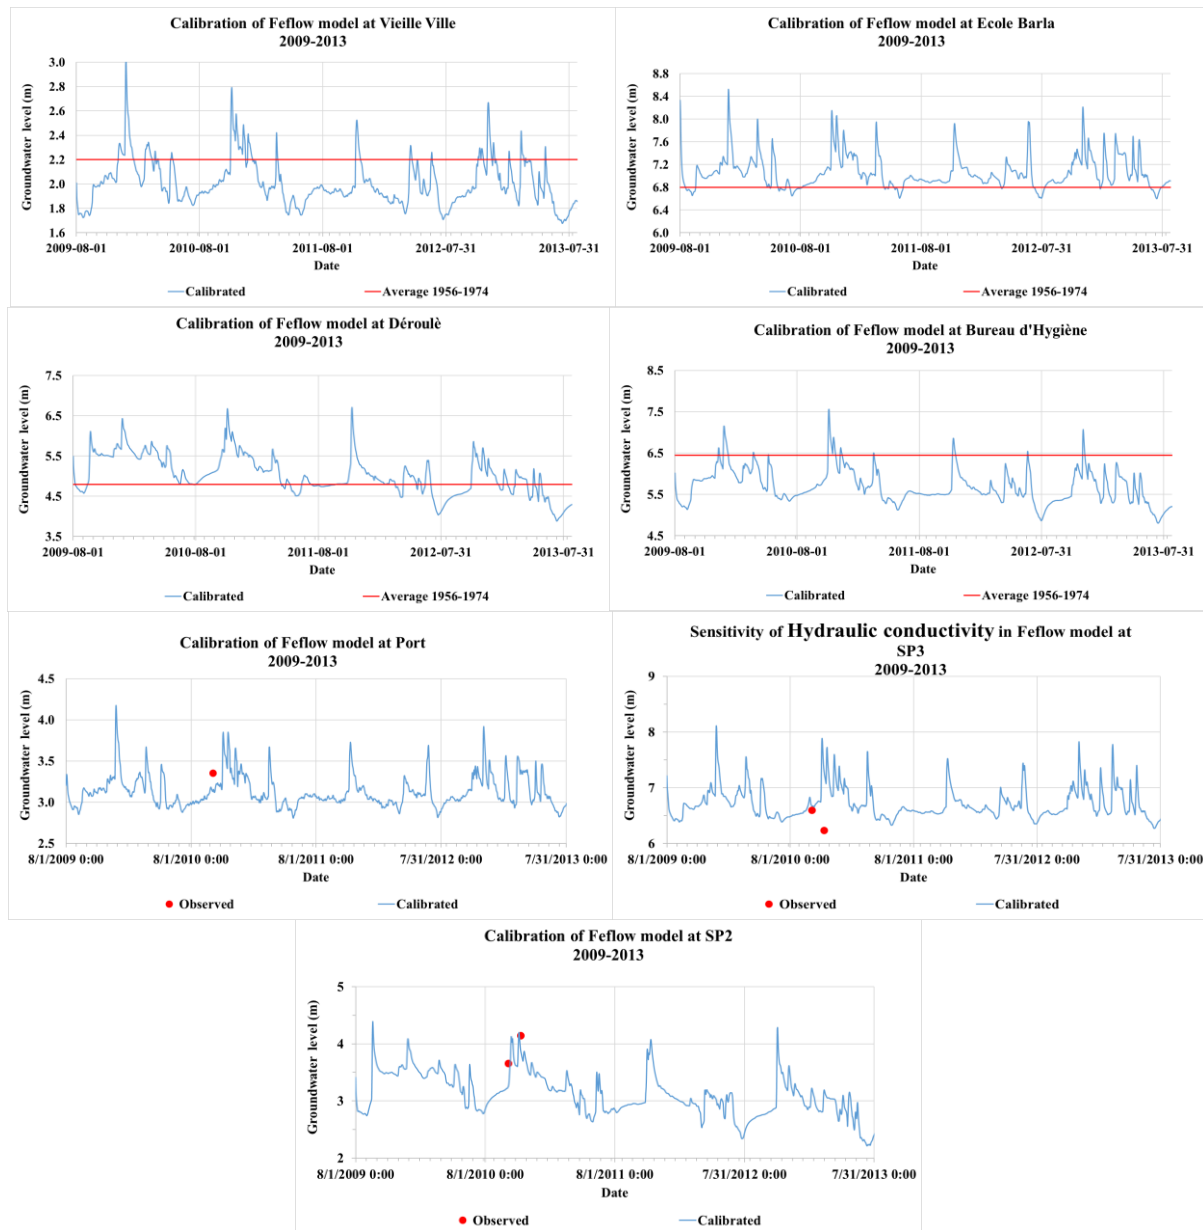 Calibration of Feflow model at Vieille Ville
2009-2013
Groundwater level (m)
3.0
2.8
2.6
2.4
2.2
2.0
1.8
1.6
2009-08-01 2010-08-01 2011-08-01 2012-07-31 2013-07-31
Date
Calibrated Average 1956-1974
Calibration of Feflow model at Ecole Barla
2009-2013
Groundwater level (m)
8.8
8.4
8.0
7.6
7.2
6.8
6.4
6.0
2009-08-01 2010-08-01 2011-08-01 2012-07-31 2013-07-31
Date
Calibrated Average 1956-1974
Calibration of Feflow model at Déroulè
2009-2013
Groundwater level (m)
7.5
6.5
5.5
4.5
3.5
2009-08-01 2010-08-01 2011-08-01 2012-07-31 2013-07-31
Date
Calibrated Average 1956-1974
Calibration of Feflow model at Bureau d'Hygiène
2009-2013
Groundwater level (m)
8.5
7.5
6.5
5.5
4.5
2009-08-01 2010-08-01 2011-08-01 2012-07-31 2013-07-31
Date
Calibrated Average 1956-1974
Calibration of Feflow model at Port
2009-2013
Groundwater level (m)
4.5
4.0
3.5
3.0
2.5
8/1/2009 0:00 8/1/2010 0:00 8/1/2011 0:00 7/31/2012 0:00 7/31/2013 0:00
Date
Observed Calibrated
Sensitivity of Hydraulic conductivity in Feflow model at
SP3
2009-2013
Groundwater level (m)
9
8
7
6
8/1/2009 0:00 8/1/2010 0:00 8/1/2011 0:00 7/31/2012 0:00 7/31/2013 0:00
Date
Observed Calibrated
Calibration of Feflow model at SP2
2009-2013
Groundwater level (m)
5
4
3
2
8/1/2009 0:00 8/1/2010 0:00 8/1/2011 0:00 7/31/2012 0:00 7/31/2013 0:00
Date
Observed Calibrated